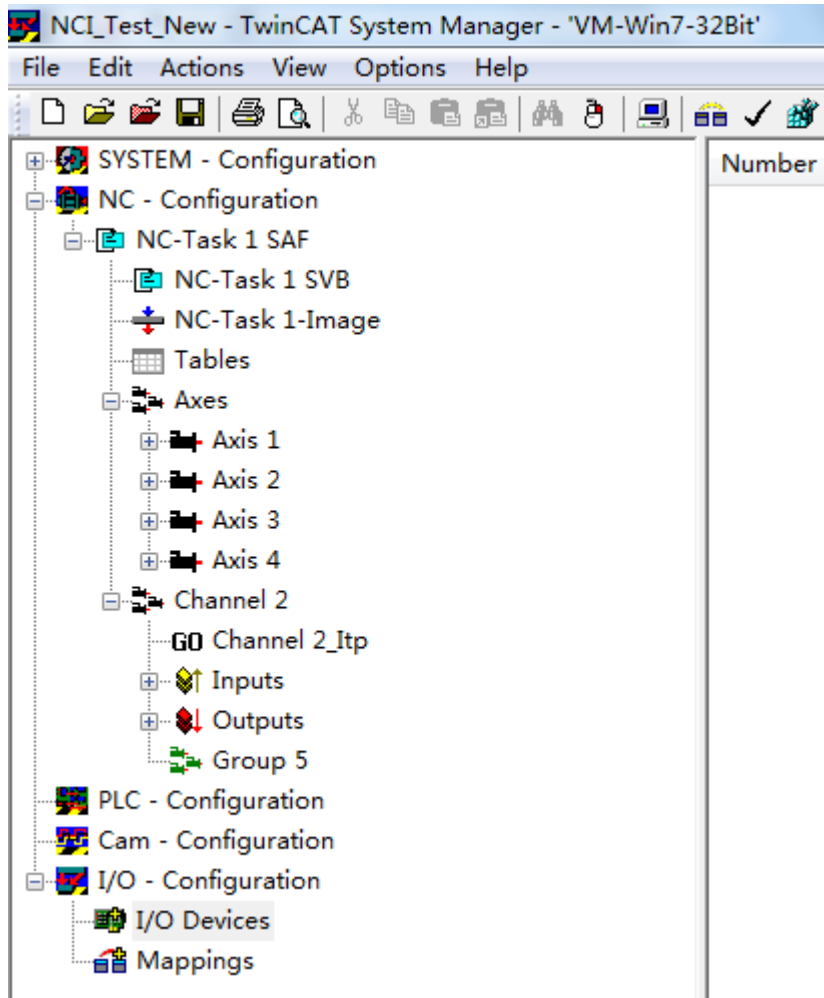 NCI_Test_New - TwinCAT System Manager - 'VM-Win7-32Bit'
File Edit Actions View Options Help
SYSTEM - Configuration
Number
NC - Configuration
NC-Task 1 SAF
NC-Task 1 SVB
NC-Task 1-Image
Tables
Axes
Axis 1
Axis 2
Axis 3
Axis 4
Channel 2
GO Channel 2_Itp
Inputs
Outputs
Group 5
PLC - Configuration
Cam - Configuration
I/O - Configuration
I/O Devices
Mappings